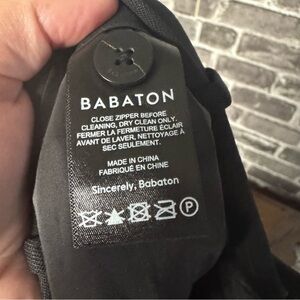 BABATON
CLOSE ZIPPER BEFORE
CLEANING, DRY CLEAN ONLY.
FERMER LA FERMETURE ÉCLAIR
AVANT DE LAVER, NETTOYAGE À
SEC SEULEMENT.
MADE IN CHINA
FABRIQUÉ EN CHINE
Sincerely, Babaton
P